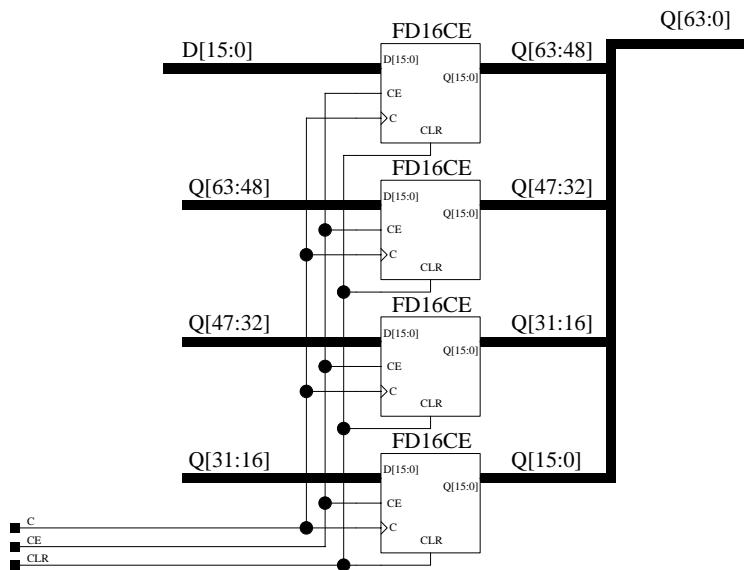 Q[63:0]
FD16CE
D[15:0]
Q[63:48]
D[15:0]
Q[15:0]
CE
C
CLR
FD16CE
Q[63:48]
Q[47:32]
D[15:0]
Q[15:0]
CE
C
CLR
FD16CE
Q[47:32]
Q[31:16]
D[15:0]
Q[15:0]
CE
C
CLR
FD16CE
Q[31:16]
Q[15:0]
D[15:0]
Q[15:0]
CE
C
CLR
C
CE
CLR